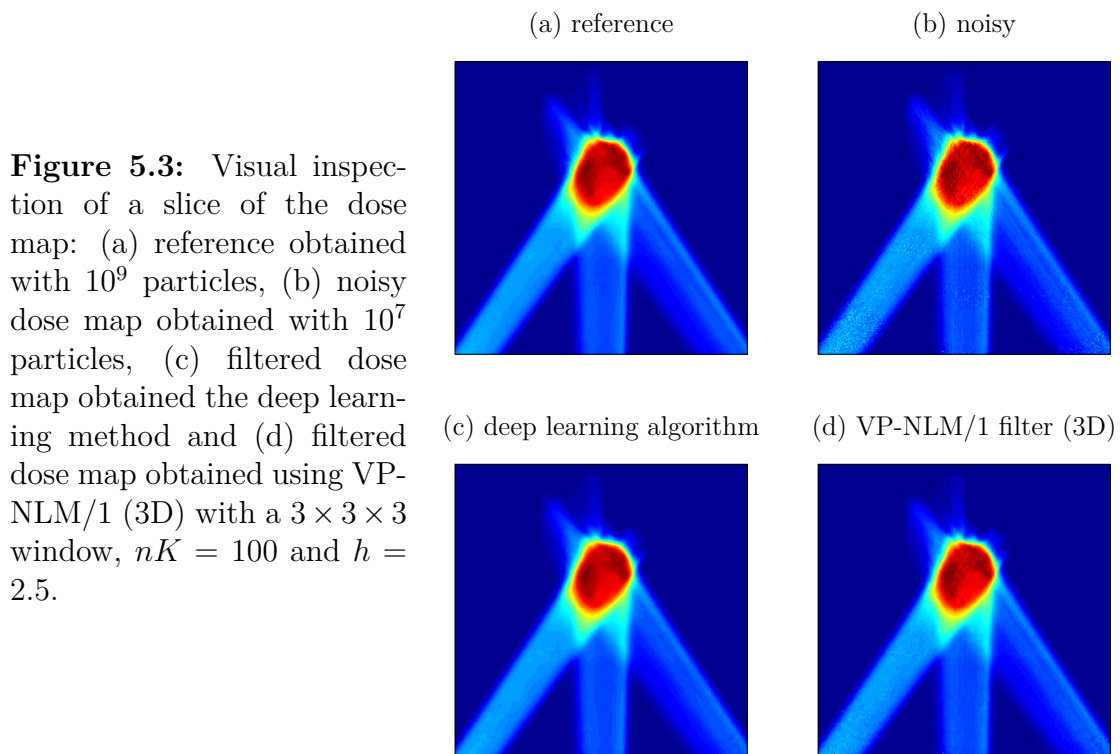 (a) reference
(b) noisy
Figure 5.3: Visual inspec-
tion of a slice of the dose
map: (a) reference obtained
with 10⁹ particles, (b) noisy
dose map obtained with 10⁷
particles, (c) filtered dose
map obtained the deep learn-
ing method and (d) filtered
dose map obtained using VP-
NLM/1 (3D) with a 3 × 3 × 3
window, nK = 100 and h =
2.5.
(c) deep learning algorithm
(d) VP-NLM/1 filter (3D)